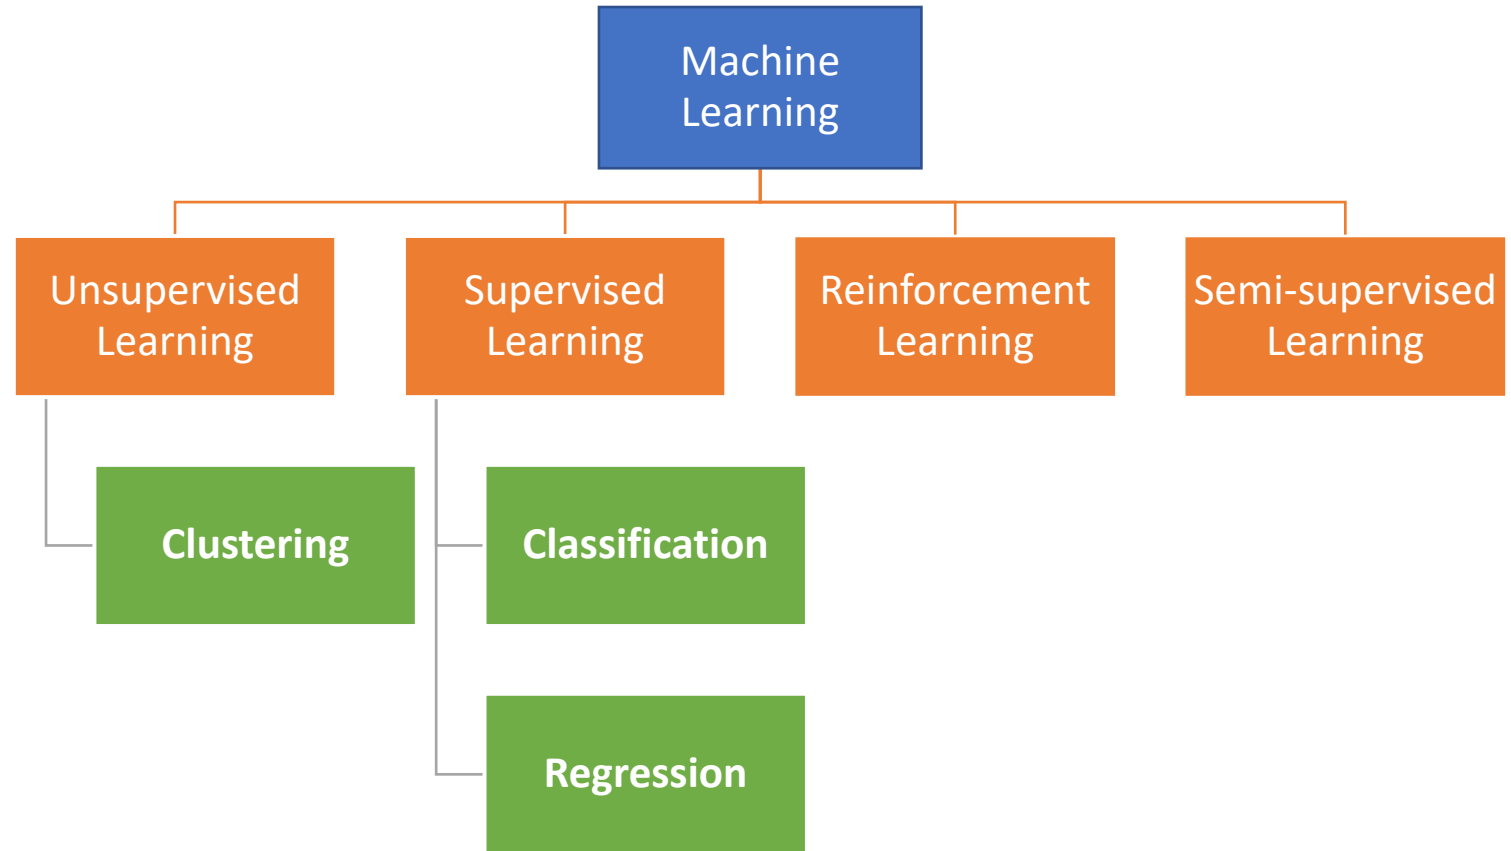 Machine
Learning
Unsupervised
Learning
Supervised
Learning
Reinforcement
Learning
Semi-supervised
Learning
Clustering
Classification
Regression